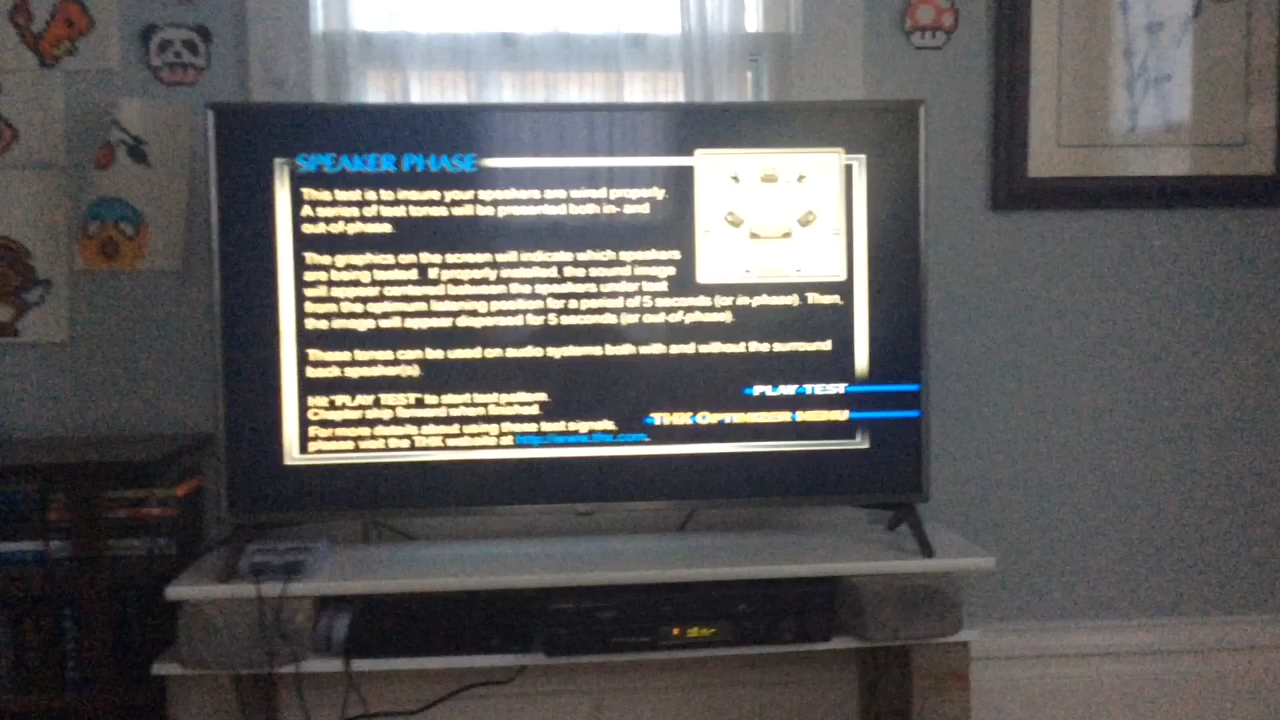 SPEAKER PHASE
This test is to insure your speakers are wired properly.
A series of test tones will be presented both in- and
out-of-phase.
The graphics on the screen will indicate which speakers
are being tested. If properly installed, the sound image
will appear centered between the speakers under test
from the optimum listening position for a period of 5 seconds (or in-phase). Then,
the image will appear dispersed for 5 seconds (or out-of-phase).
These tones can be used on audio systems both with and without the surround
back speaker(s).
Hit "PLAY TEST" to start test pattern.
Chapter skip forward when finished.
For more details about using these test signals,
please visit the THX website at http://www.thx.com.
PLAY TEST
THX OPTIMIZER MENU